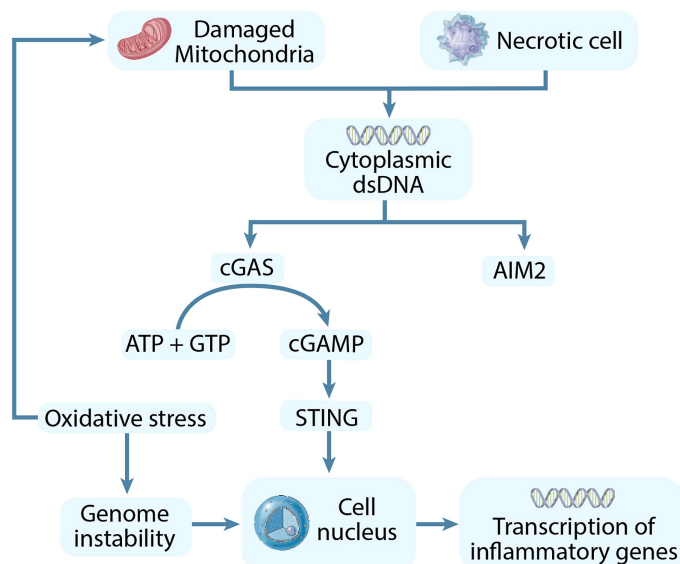 Damaged
Mitochondria
Necrotic cell
Cytoplasmic
dsDNA
cGAS
AIM2
ATP + GTP
cGAMP
Oxidative stress
STING
Genome
instability
Cell
nucleus
Transcription of
inflammatory genes